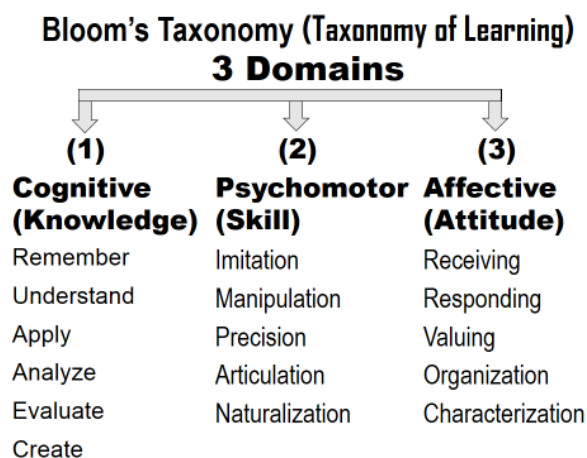 Bloom's Taxonomy (Taxonomy of Learning)
3 Domains
(1)
Cognitive
(Knowledge)
Remember
Understand
Apply
Analyze
Evaluate
Create
(2)
Psychomotor
(Skill)
Imitation
Manipulation
Precision
Articulation
Naturalization
(3)
Affective
(Attitude)
Receiving
Responding
Valuing
Organization
Characterization